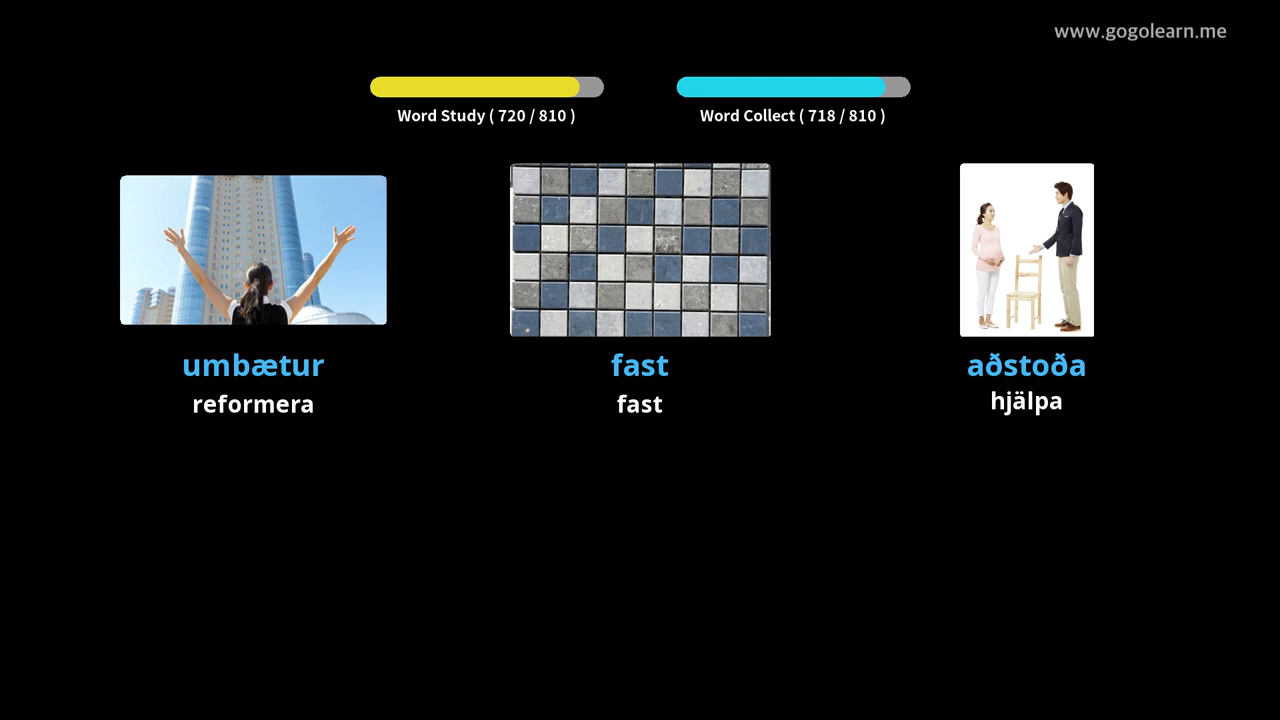 www.gogolearn.me
Word Study ( 720 / 810 )
Word Collect ( 718 / 810 )
umbætur
reformera
fast
fast
aðstoða
hjälpa